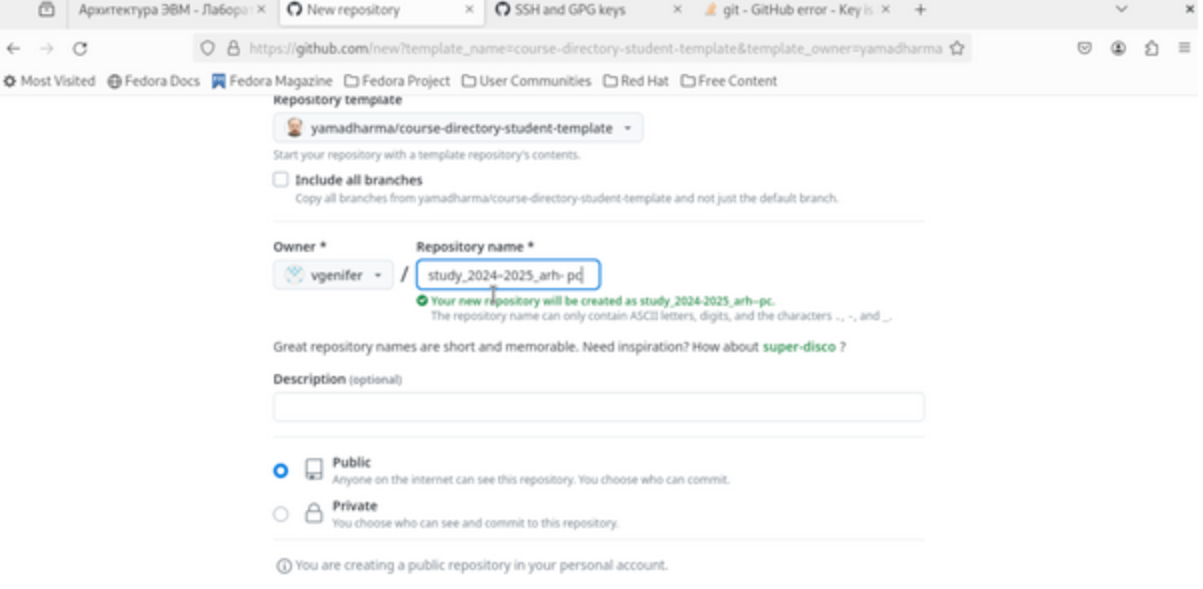 Архитектура ЭВМ - Лабора × New repository × SSH and GPG keys × git - GitHub error - Key is × +
https://github.com/new?template_name=course-directory-student-template&template_owner=yamadharma
Most Visited Fedora Docs Fedora Magazine Fedora Project User Communities Red Hat Free Content
Repository template
yamadharma/course-directory-student-template
Start your repository with a template repository's contents.
Include all branches
Copy all branches from yamadharma/course-directory-student-template and not just the default branch.
Owner * Repository name *
vgenifer / study_2024-2025_arh- pc
Your new repository will be created as study_2024-2025_arh--pc.
The repository name can only contain ASCII letters, digits, and the characters ., -, and _.
Great repository names are short and memorable. Need inspiration? How about super-disco ?
Description (optional)
Public
Anyone on the internet can see this repository. You choose who can commit.
Private
You choose who can see and commit to this repository.
You are creating a public repository in your personal account.